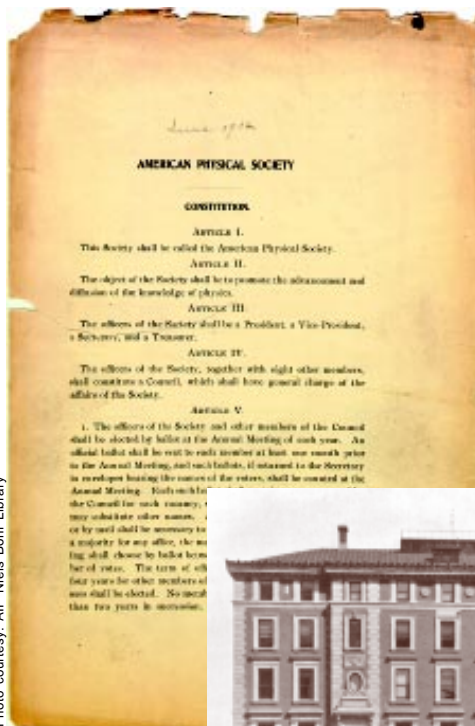 June
AMERICAN PHYSICAL SOCIETY
CONSTITUTION.
ARTICLE I.
This Society shall be called the American Physical Society.
ARTICLE II.
The object of the Society shall be to promote the advancement and
diffusion of the knowledge of physics.
ARTICLE III.
The officers of the Society shall be a President, a Vice-President,
a Secretary, and a Treasurer.
ARTICLE IV.
The officers of the Society, together with eight other members,
shall constitute a Council, which shall have general charge of the
affairs of the Society.
ARTICLE V.
1. The officers of the Society and other members of the Council
shall be elected by ballot at the Annual Meeting of each year. An
official ballot shall be sent to each member at least one month prior
to the Annual Meeting, and such ballots, if returned to the Secretary
in envelopes bearing the names of the voters, shall be counted at the
Annual Meeting. Each such
the Council for each vacancy,
may substitute other names.
or by mail shall be necessary to
a majority for any office, the
ing shall choose by ballot
ber of votes. The term of
four years for other members of
shall be elected. No
than two years in succession.
Photo courtesy: AIP Niels Bohr Library